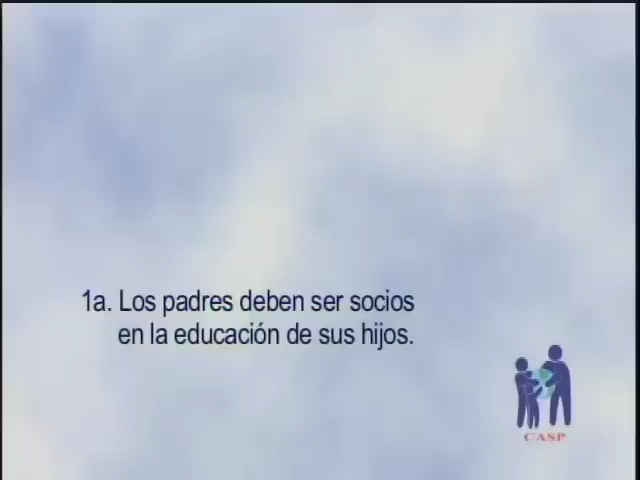 1a. Los padres deben ser socios
en la educación de sus hijos.
CASP